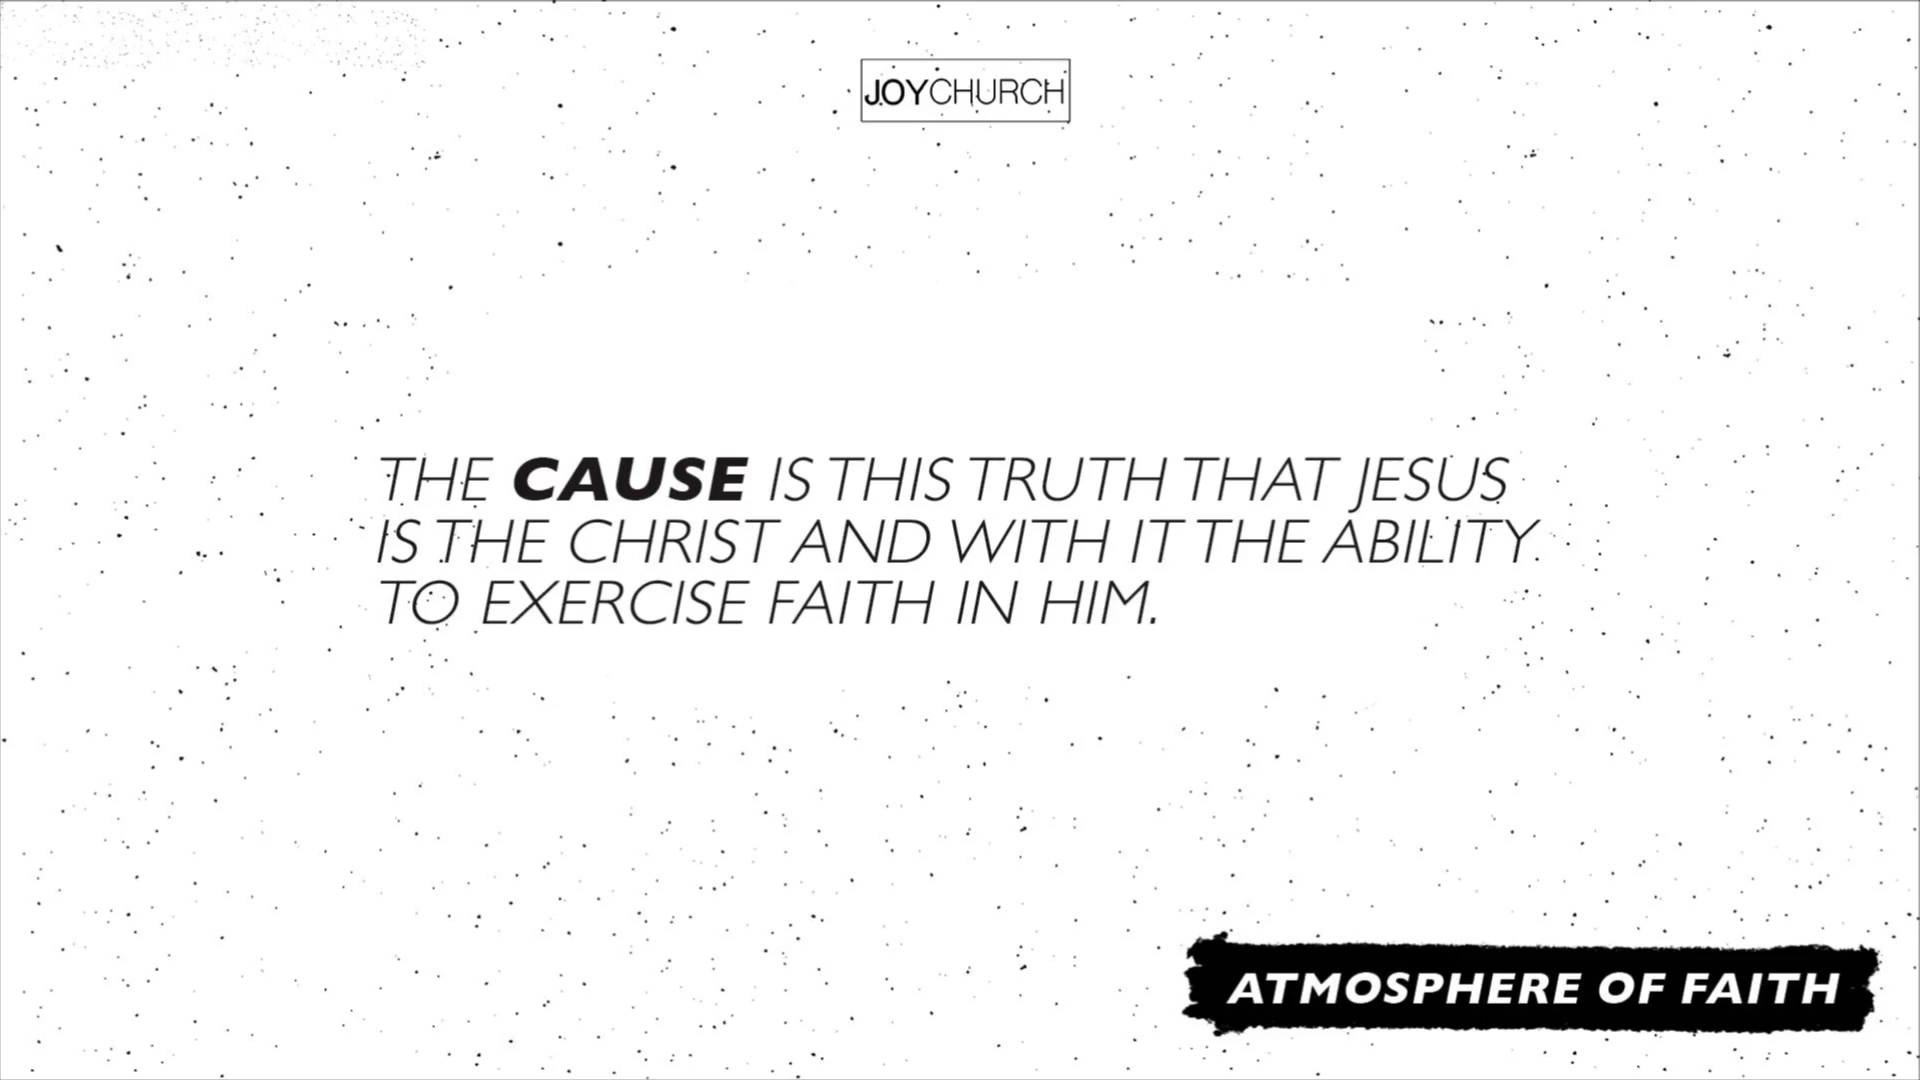 JOYCHURCH
THE CAUSE IS THIS TRUTH THAT JESUS
IS THE CHRIST AND WITH IT THE ABILITY
TO EXERCISE FAITH IN HIM.
ATMOSPHERE OF FAITH